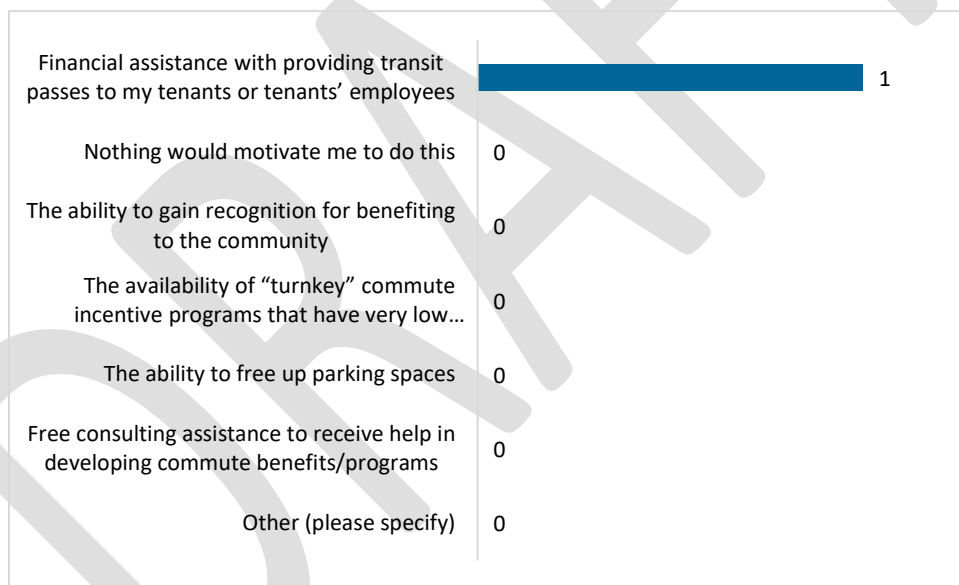 DRAFT
Financial assistance with providing transit
passes to my tenants or tenants’ employees
1
Nothing would motivate me to do this
0
The ability to gain recognition for benefiting
to the community
0
The availability of “turnkey” commute
incentive programs that have very low…
0
The ability to free up parking spaces
0
Free consulting assistance to receive help in
developing commute benefits/programs
0
Other (please specify)
0